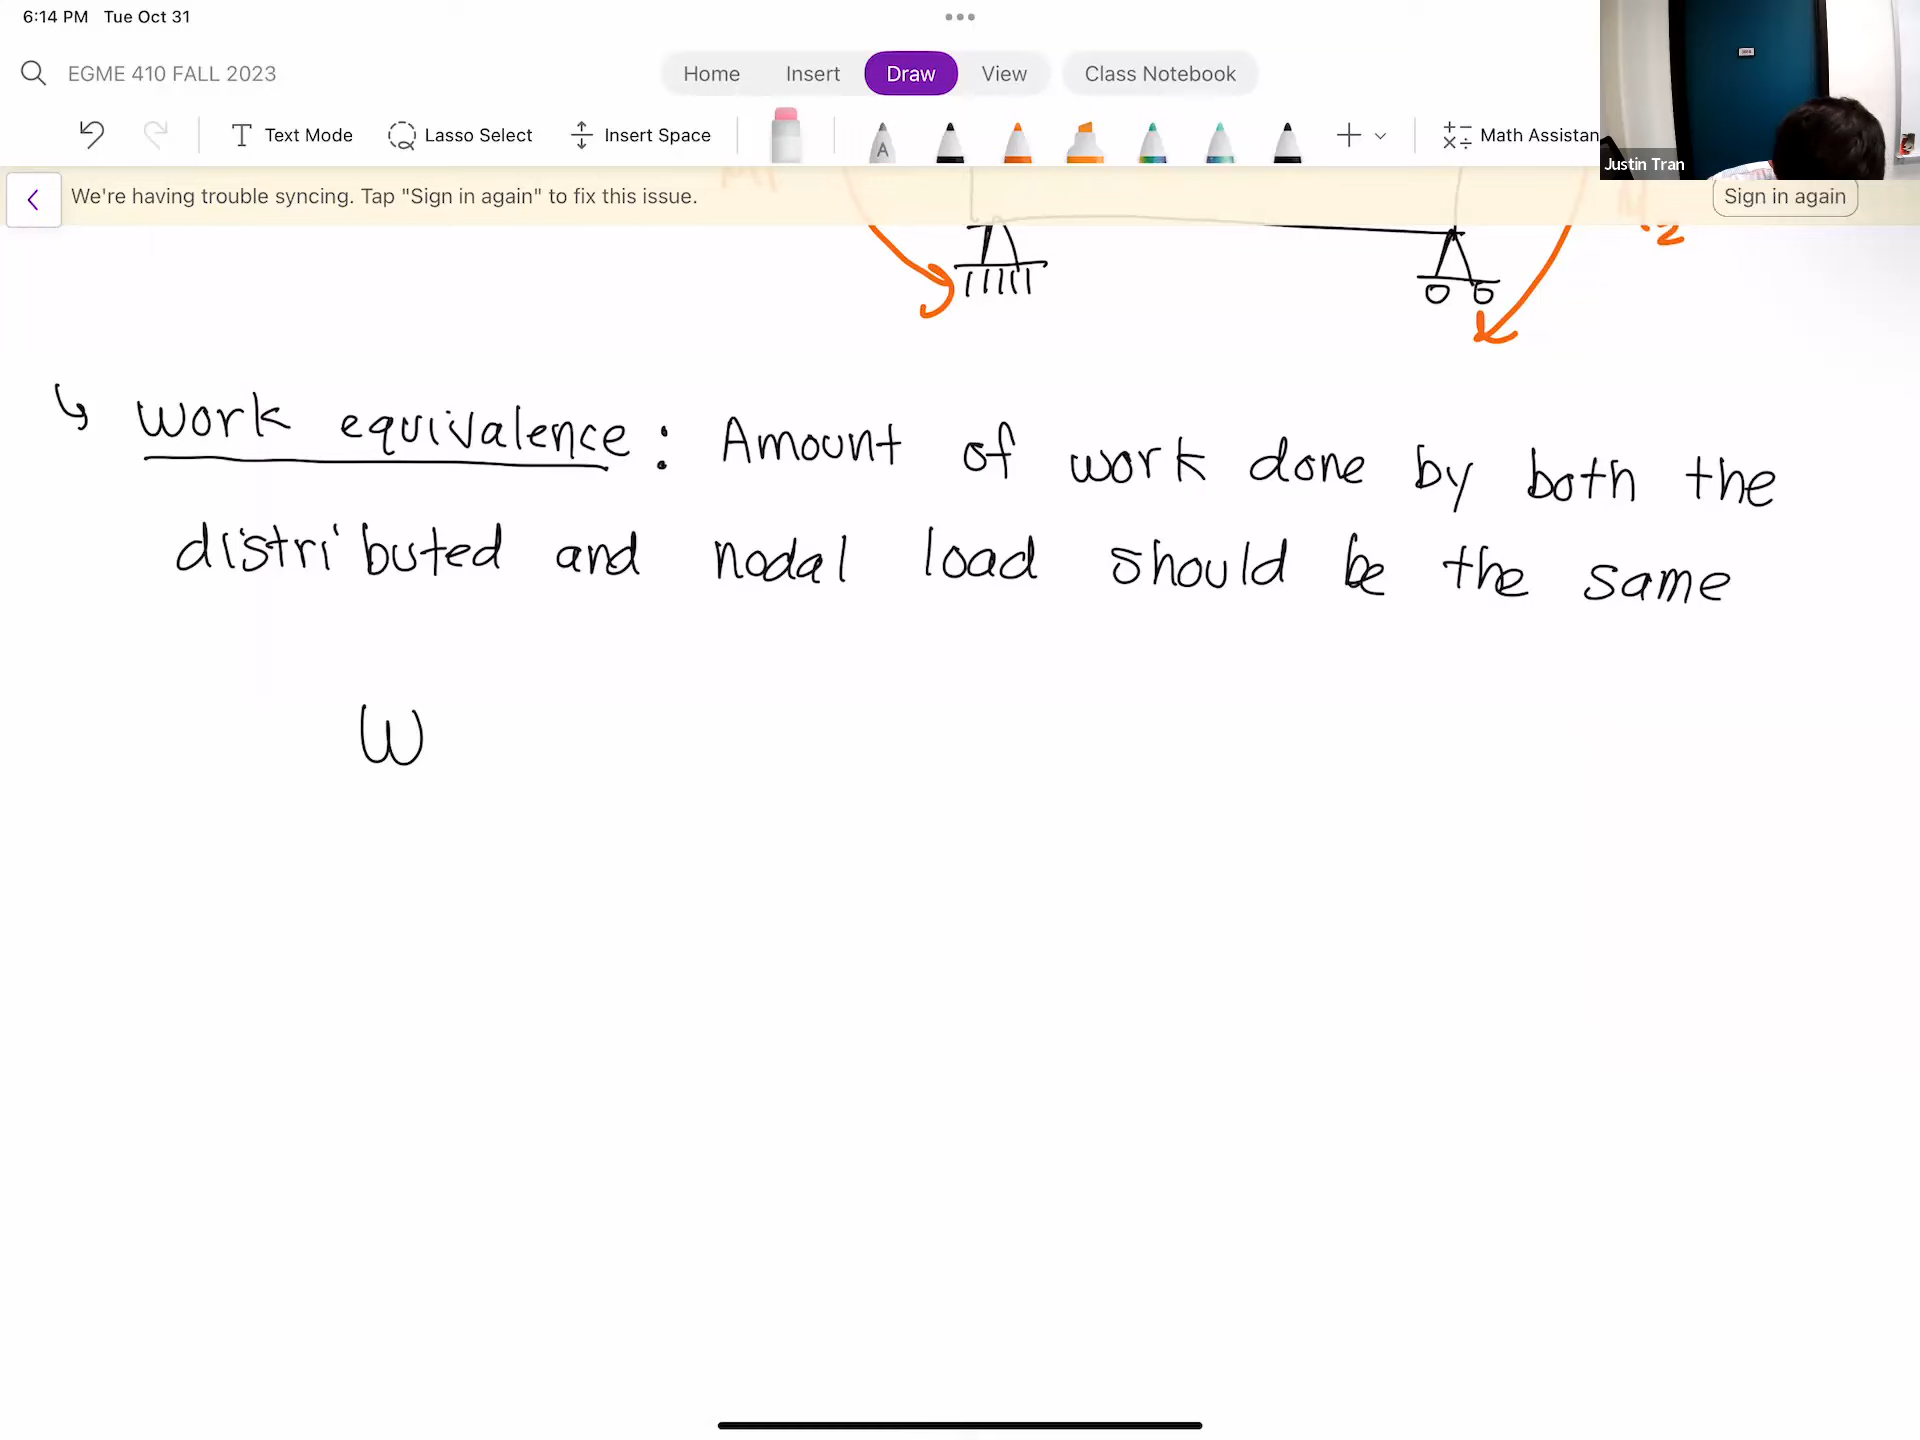 6:14 PM Tue Oct 31
EGME 410 FALL 2023
Home Insert Draw View Class Notebook
Text Mode Lasso Select Insert Space A Math Assistan
Justin Tran
We're having trouble syncing. Tap "Sign in again" to fix this issue. Sign in again
work equivalence: Amount of work done by both the
distributed and nodal load should be the same
W